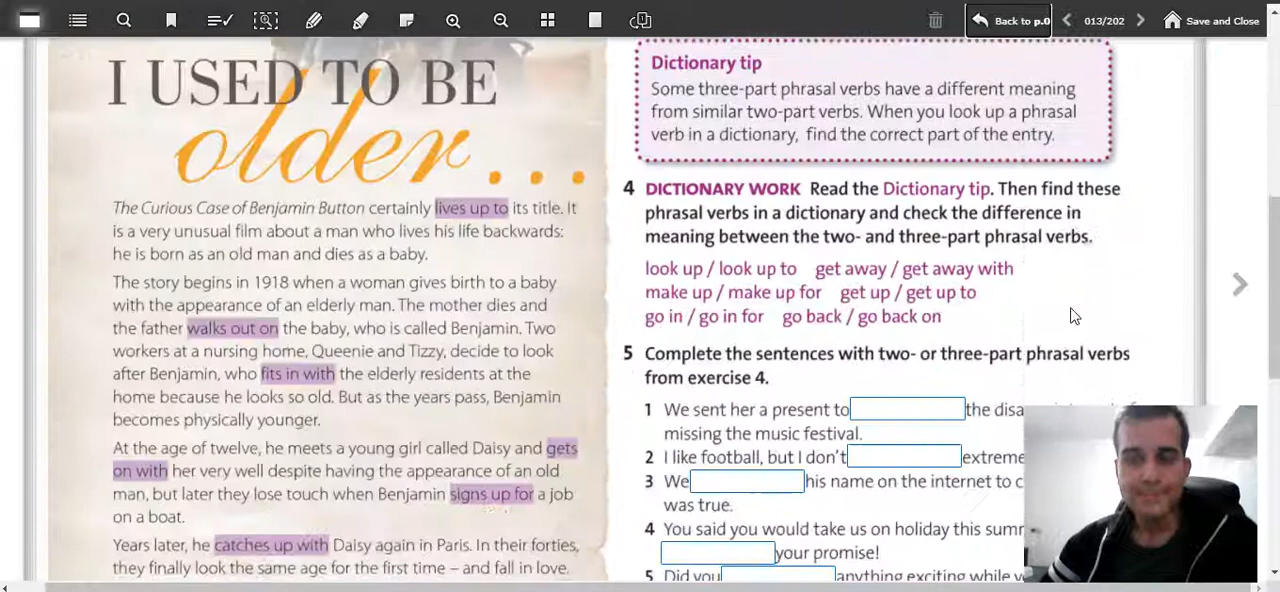 Back to p.0
013/202
Save and Close
I USED TO BE
older...
The Curious Case of Benjamin Button certainly lives up to its title. It
is a very unusual film about a man who lives his life backwards:
he is born as an old man and dies as a baby.
The story begins in 1918 when a woman gives birth to a baby
with the appearance of an elderly man. The mother dies and
the father walks out on the baby, who is called Benjamin. Two
workers at a nursing home, Queenie and Tizzy, decide to look
after Benjamin, who fits in with the elderly residents at the
home because he looks so old. But as the years pass, Benjamin
becomes physically younger.
At the age of twelve, he meets a young girl called Daisy and gets
on with her very well despite having the appearance of an old
man, but later they lose touch when Benjamin signs up for a job
on a boat.
Years later, he catches up with Daisy again in Paris. In their forties,
they finally look the same age for the first time – and fall in love.
Dictionary tip
Some three-part phrasal verbs have a different meaning
from similar two-part verbs. When you look up a phrasal
verb in a dictionary, find the correct part of the entry.
4 DICTIONARY WORK Read the Dictionary tip. Then find these
phrasal verbs in a dictionary and check the difference in
meaning between the two- and three-part phrasal verbs.
look up / look up to get away / get away with
make up / make up for get up / get up to
go in / go in for go back / go back on
5 Complete the sentences with two- or three-part phrasal verbs
from exercise 4.
1 We sent her a present to the disa
missing the music festival.
2 I like football, but I don't extreme
3 We his name on the internet to c
was true.
4 You said you would take us on holiday this sum
your promise!
5 Did you anything exciting while